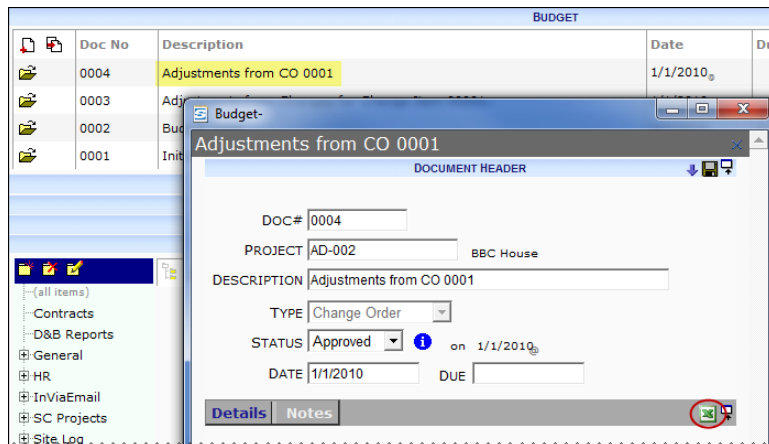 BUDGET
Doc No Description Date
0004 Adjustments from CO 0001 1/1/2010
0003
0002
0001
Budget-
Adjustments from CO 0001
DOCUMENT HEADER
DOC# 0004
PROJECT AD-002 BBC House
DESCRIPTION Adjustments from CO 0001
TYPE Change Order
STATUS Approved on 1/1/2010
DATE 1/1/2010 DUE
Details Notes
(all items)
Contracts
D&B Reports
General
HR
InViaEmail
SC Projects
Site Log